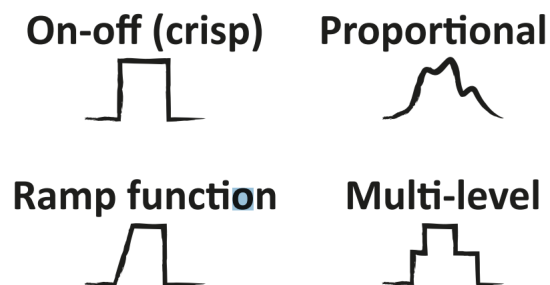 On-off (crisp)
Proportional
Ramp function
Multi-level